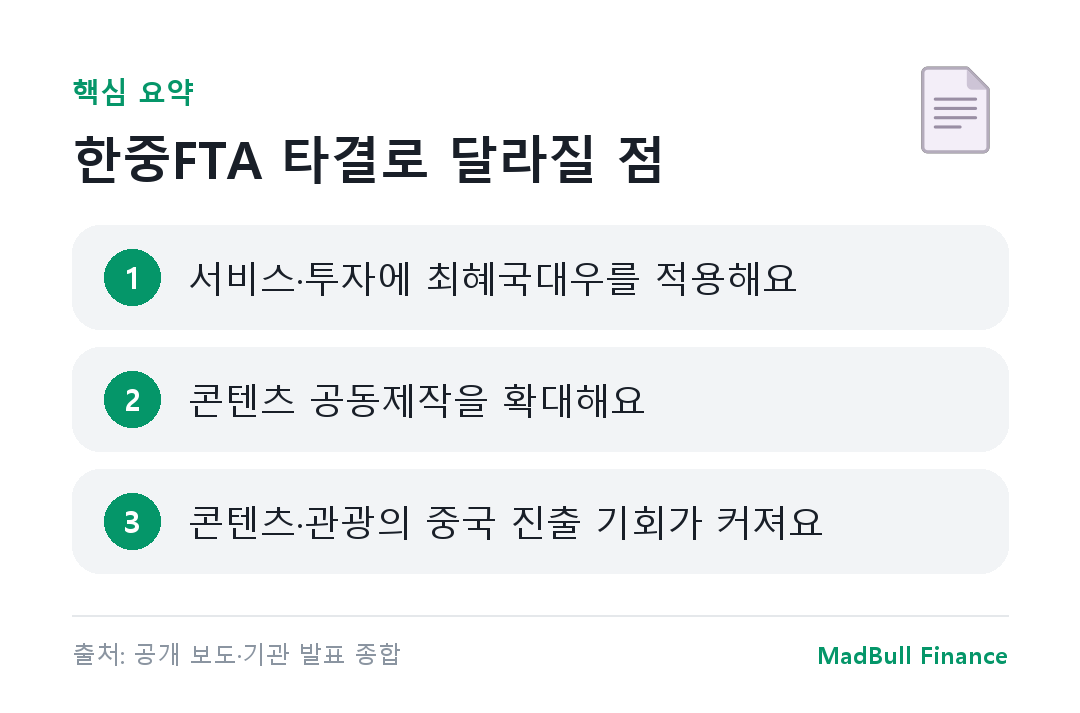 핵심 요약
한중FTA 타결로 달라질 점
1 서비스·투자에 최혜국대우를 적용해요
2 콘텐츠 공동제작을 확대해요
3 콘텐츠·관광의 중국 진출 기회가 커져요
출처: 공개 보도·기관 발표 종합
MadBull Finance